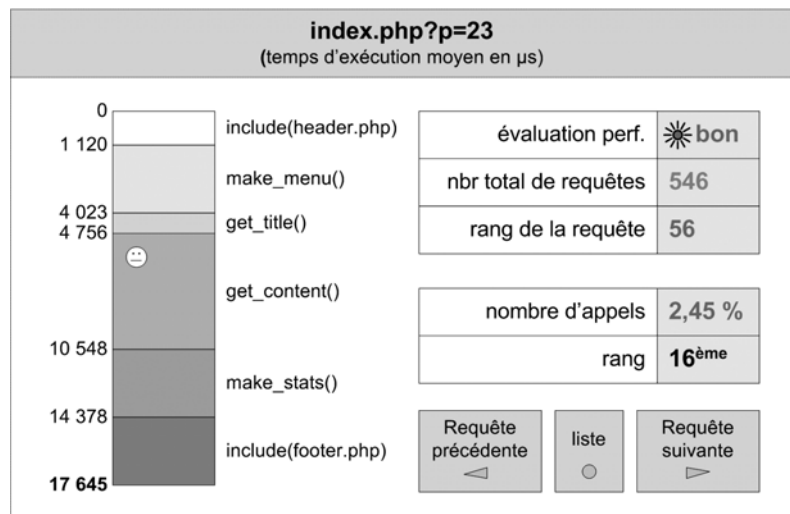 index.php?p=23
(temps d'exécution moyen en µs)
0
include(header.php)
1 120
make_menu()
4 023
get_title()
4 756
get_content()
10 548
make_stats()
14 378
include(footer.php)
17 645
évaluation perf. bon
nbr total de requêtes 546
rang de la requête 56
nombre d'appels 2,45 %
rang 16ème
Requête
précédente
liste
Requête
suivante